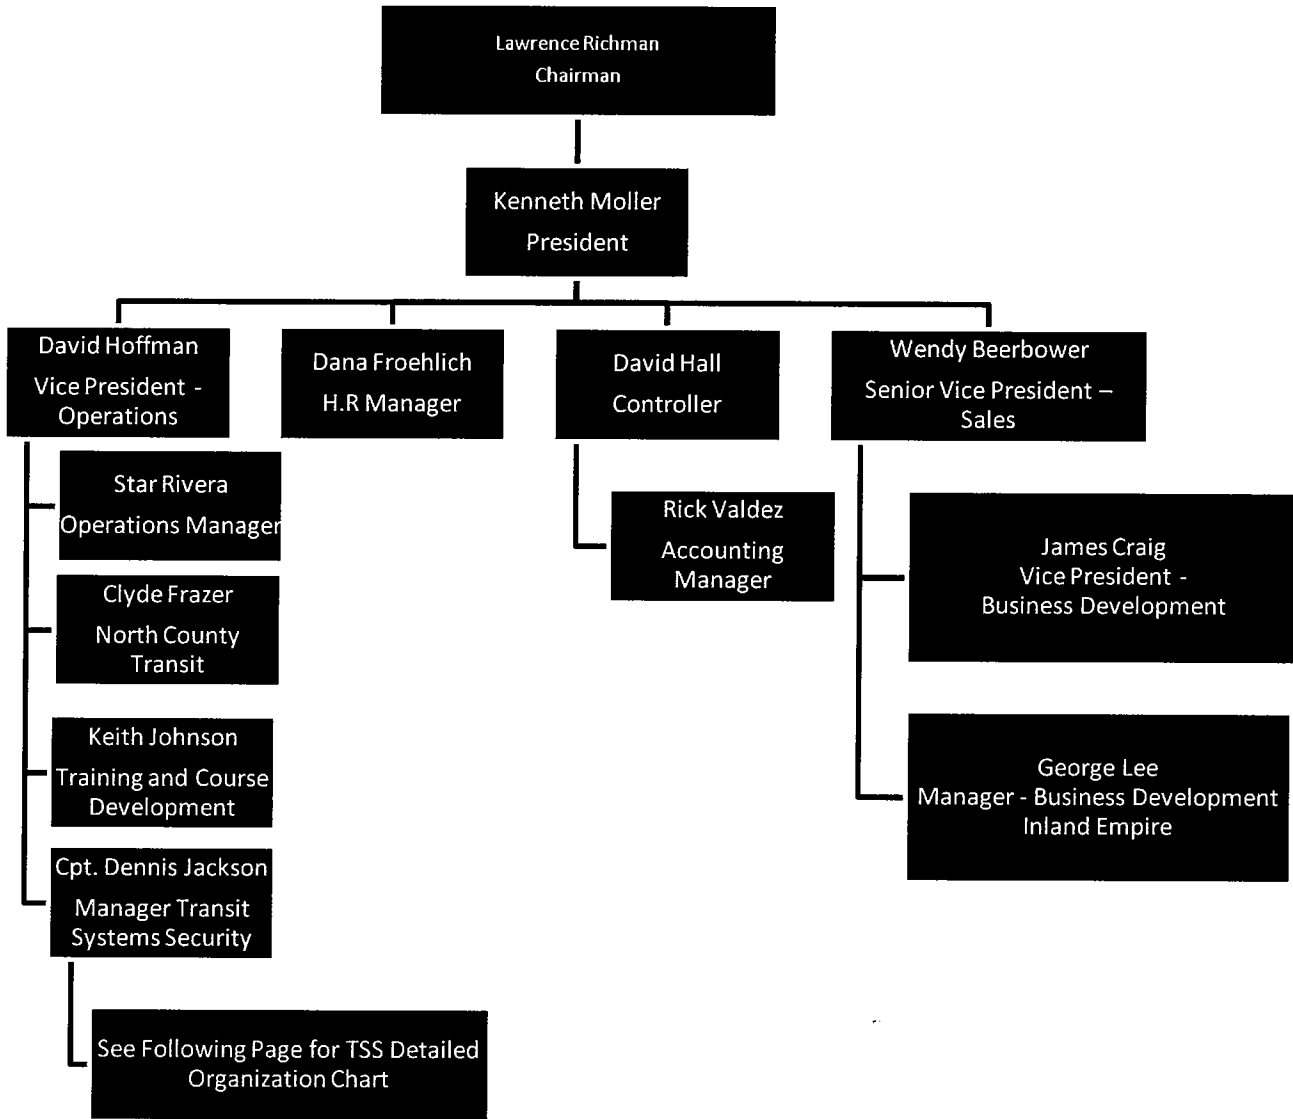 Lawrence Richman
Chairman
Kenneth Moller
President
David Hoffman
Vice President -
Operations
Dana Froehlich
H.R Manager
David Hall
Controller
Wendy Beerbower
Senior Vice President –
Sales
Star Rivera
Operations Manager
Clyde Frazer
North County
Transit
Keith Johnson
Training and Course
Development
Cpt. Dennis Jackson
Manager Transit
Systems Security
See Following Page for TSS Detailed
Organization Chart
Rick Valdez
Accounting
Manager
James Craig
Vice President -
Business Development
George Lee
Manager - Business Development
Inland Empire